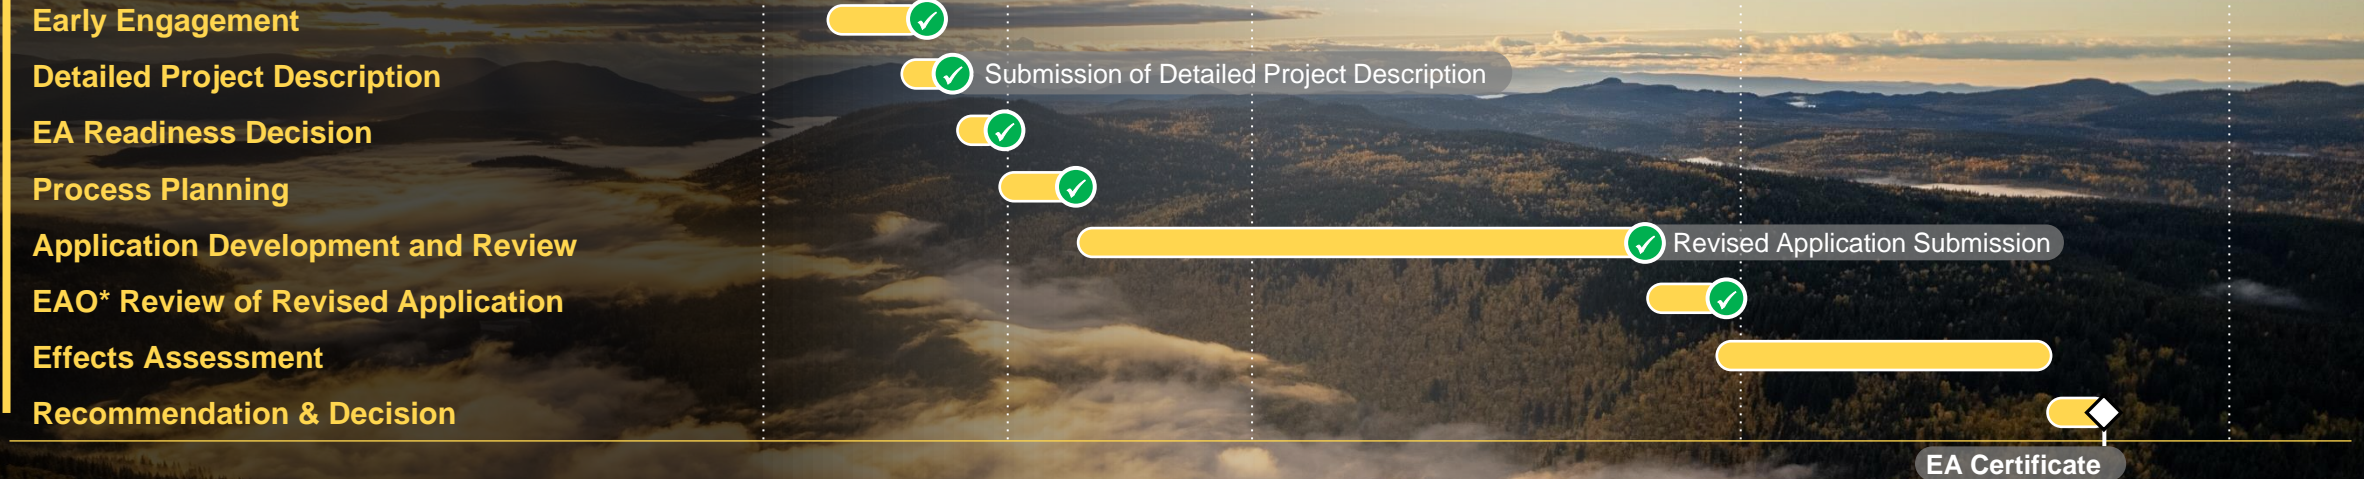 Early Engagement
Detailed Project Description
Submission of Detailed Project Description
EA Readiness Decision
Process Planning
Application Development and Review
Revised Application Submission
EAO* Review of Revised Application
Effects Assessment
Recommendation & Decision
EA Certificate